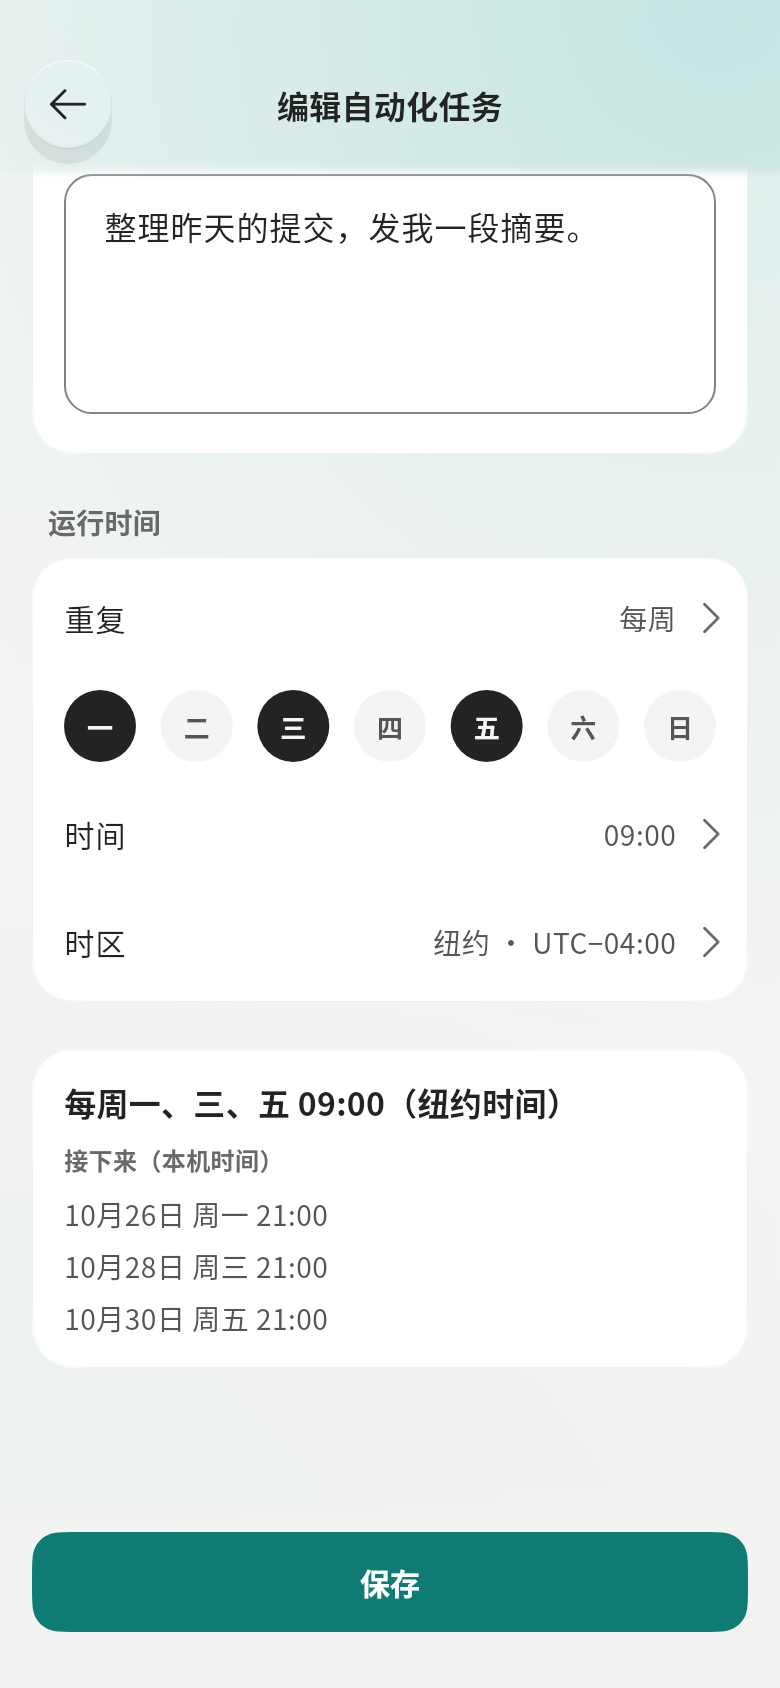 编辑自动化任务
整理昨天的提交，发我一段摘要。
运行时间
重复 每周
一 二 三 四 五 六 日
时间 09:00
时区 纽约 · UTC−04:00
每周一、三、五 09:00（纽约时间）
接下来（本机时间）
10月26日 周一 21:00
10月28日 周三 21:00
10月30日 周五 21:00
保存